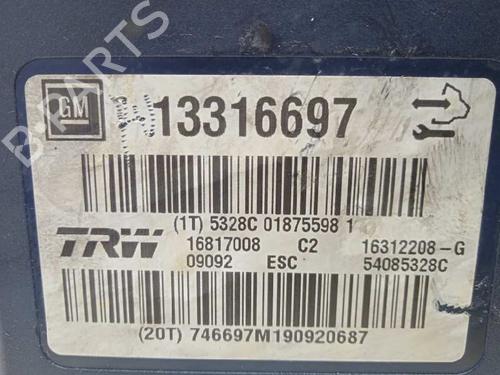 GM 13316697
(1T) 5328C 01875598 1
TRW 16817008 C2 16312208-G
09092 ESC 54085328C
(20T) 746697M190920687
B-PARTS